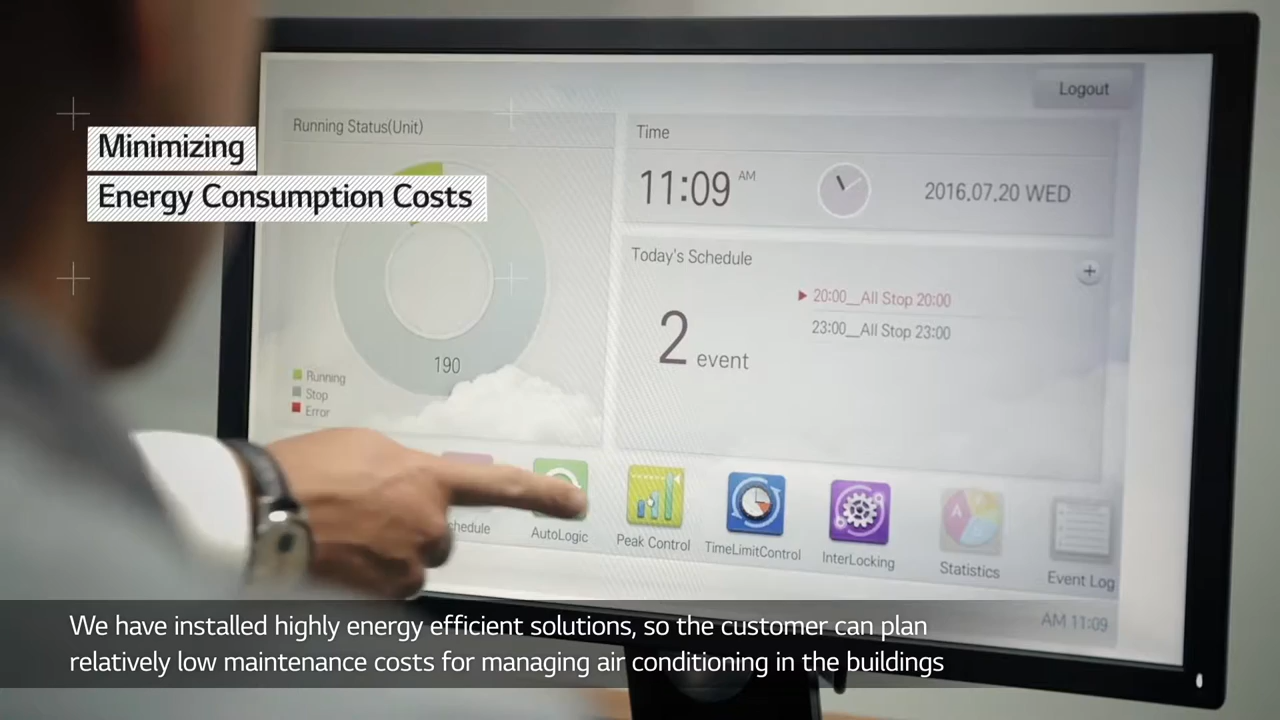 Logout
Running Status(Unit)
Minimizing
Energy Consumption Costs
190
Running
Stop
Error
Time
11:09 AM
2016.07.20 WED
Today's Schedule
+
2 event
20:00__All Stop 20:00
23:00__All Stop 23:00
AutoLogic
Peak Control
TimeLimitControl
InterLocking
Statistics
Event Log
AM 11:09
We have installed highly energy efficient solutions, so the customer can plan
relatively low maintenance costs for managing air conditioning in the buildings